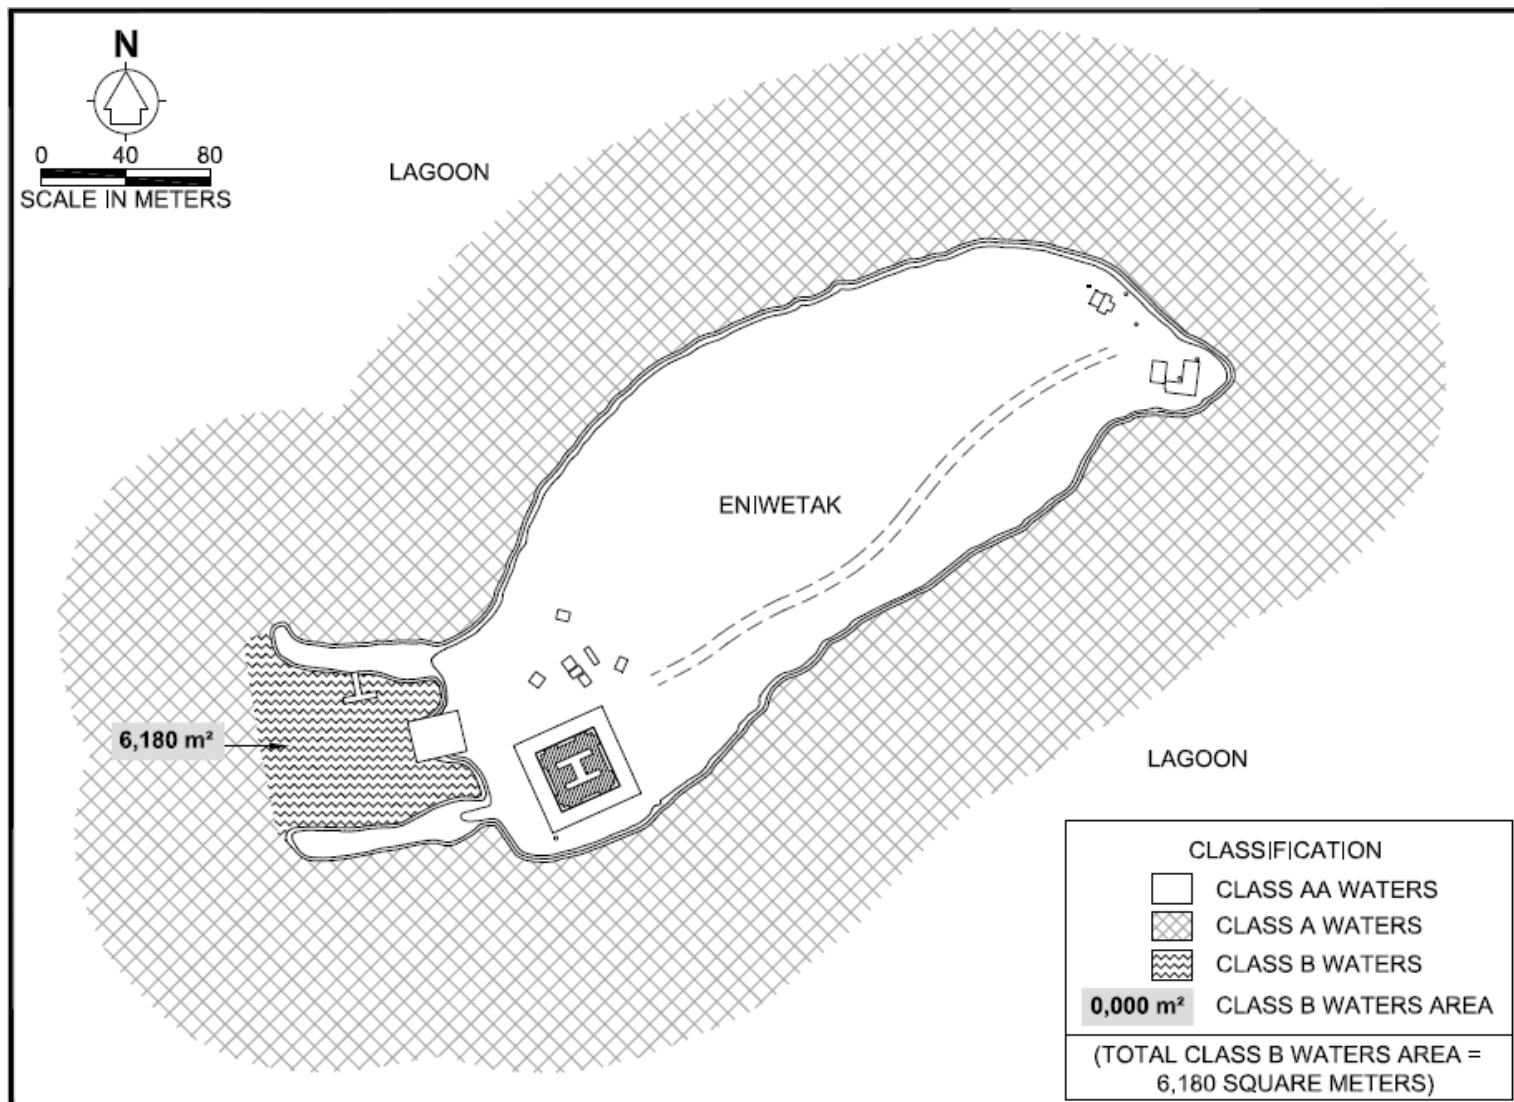 N
0 40 80
SCALE IN METERS
LAGOON
ENIWETAK
6,180 m²
H
LAGOON
CLASSIFICATION
CLASS AA WATERS
CLASS A WATERS
CLASS B WATERS
0,000 m² CLASS B WATERS AREA
(TOTAL CLASS B WATERS AREA =
6,180 SQUARE METERS)